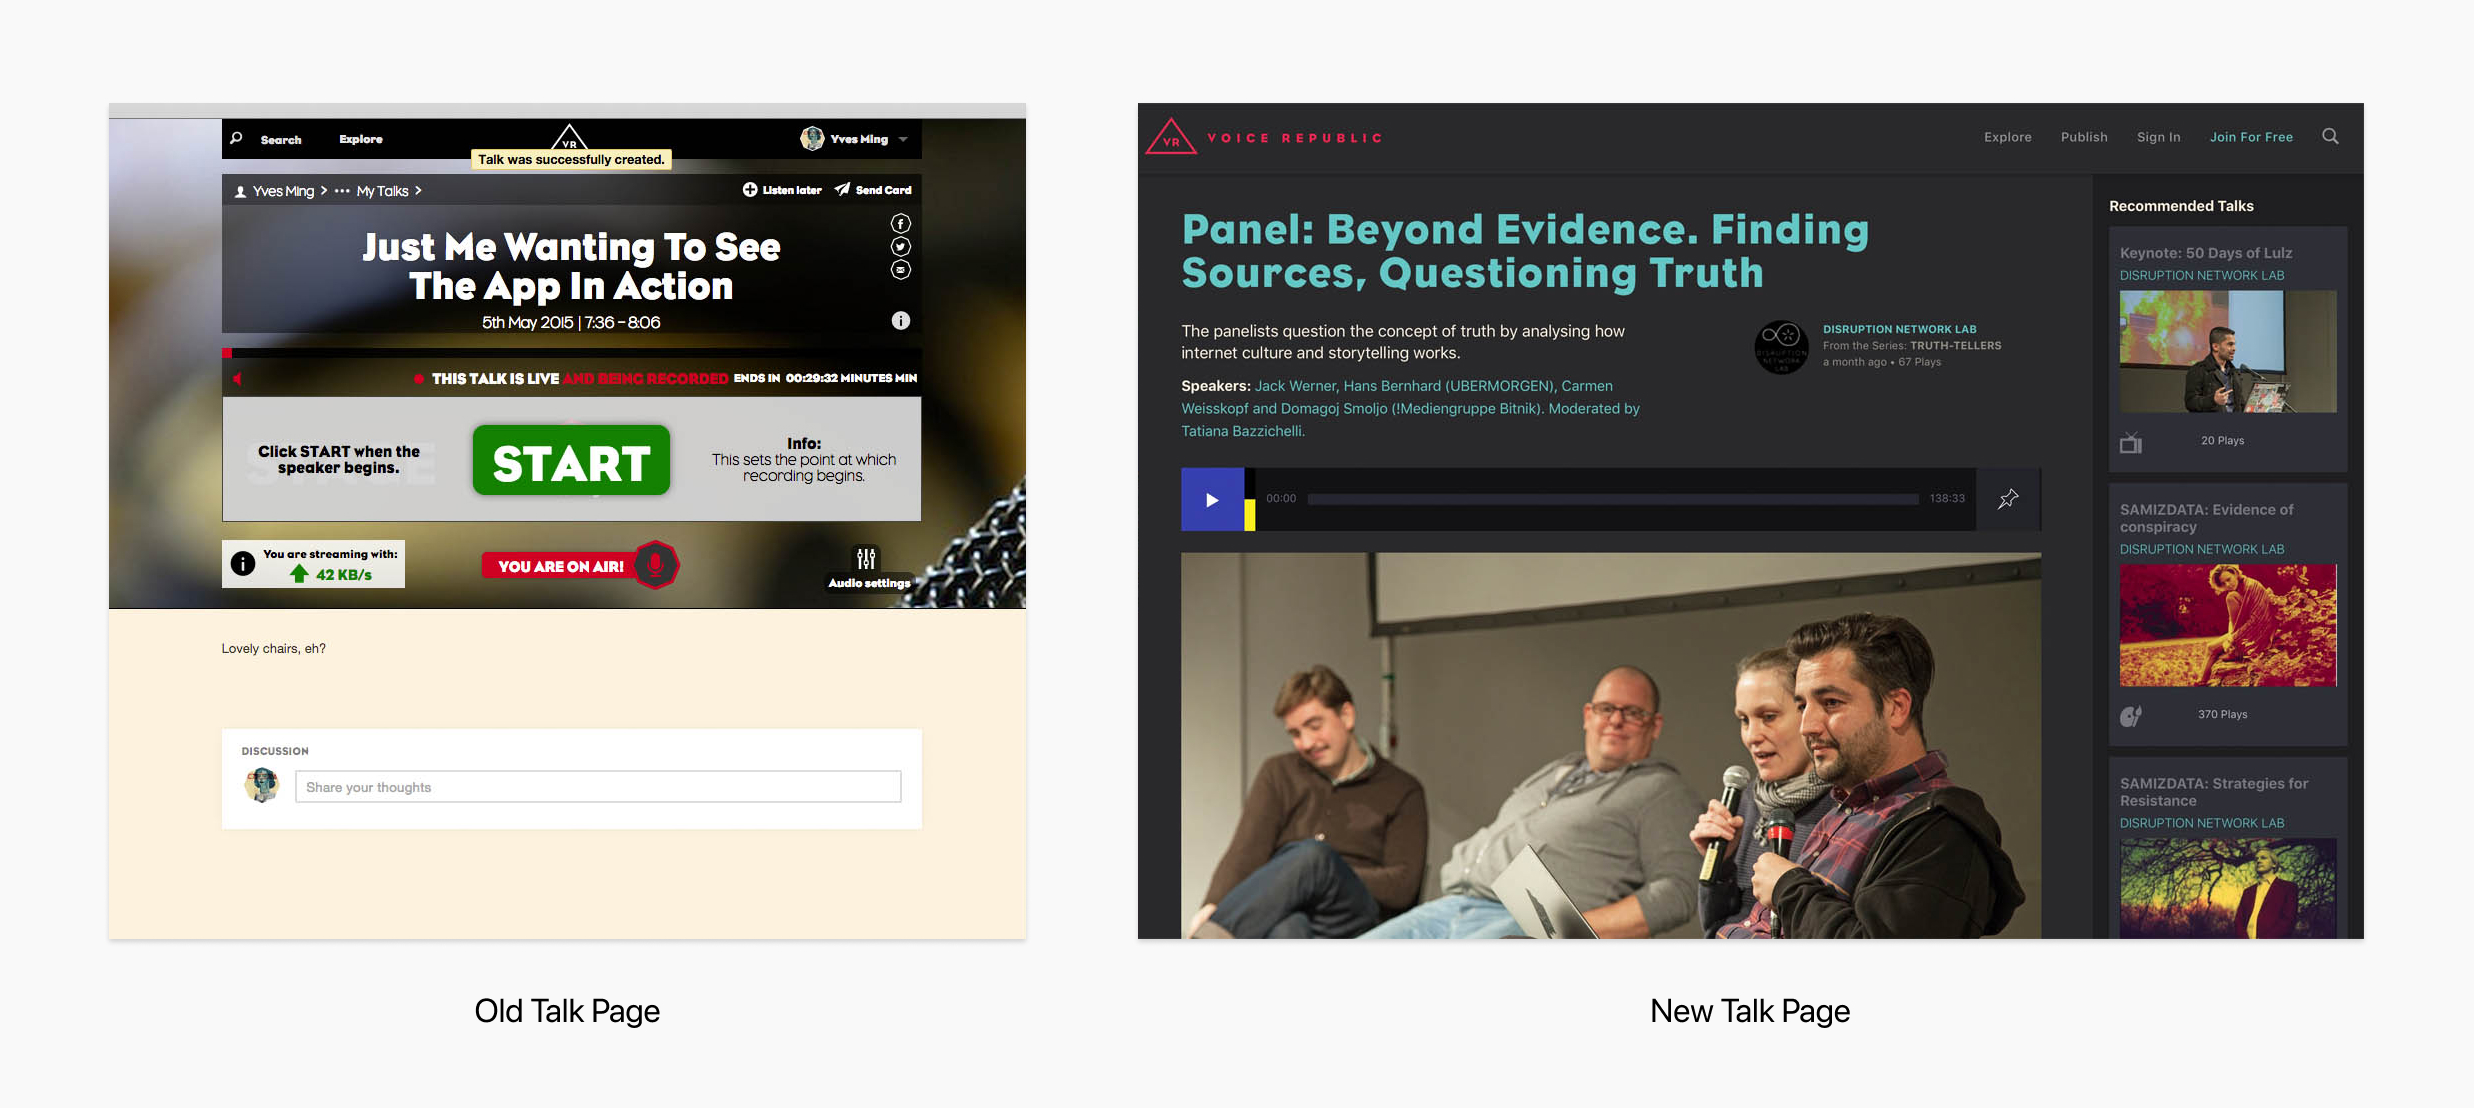 Search
Explore
VR
Yves Ming
Talk was successfully created.
Yves Ming > ••• My Talks >
Listen later
Send Card
Just Me Wanting To See
The App In Action
5th May 2015 | 7:36 – 8:06
THIS TALK IS LIVE AND BEING RECORDED ENDS IN 00:29:32 MINUTES MIN
Click START when the
speaker begins.
START
Info:
This sets the point at which
recording begins.
You are streaming with:
42 KB/s
YOU ARE ON AIR!
Audio settings
Lovely chairs, eh?
DISCUSSION
Share your thoughts
Old Talk Page
VR VOICE REPUBLIC
Explore
Publish
Sign In
Join For Free
Panel: Beyond Evidence. Finding
Sources, Questioning Truth
The panelists question the concept of truth by analysing how
internet culture and storytelling works.
Speakers: Jack Werner, Hans Bernhard (UBERMORGEN), Carmen
Weisskopf and Domagoj Smoljo (!Mediengruppe Bitnik). Moderated by
Tatiana Bazzichelli.
DISRUPTION
NETWORK
LAB
DISRUPTION NETWORK LAB
From the Series: TRUTH-TELLERS
a month ago • 67 Plays
00:00
138:33
Recommended Talks
Keynote: 50 Days of Lulz
DISRUPTION NETWORK LAB
20 Plays
SAMIZDATA: Evidence of
conspiracy
DISRUPTION NETWORK LAB
370 Plays
SAMIZDATA: Strategies for
Resistance
DISRUPTION NETWORK LAB
New Talk Page